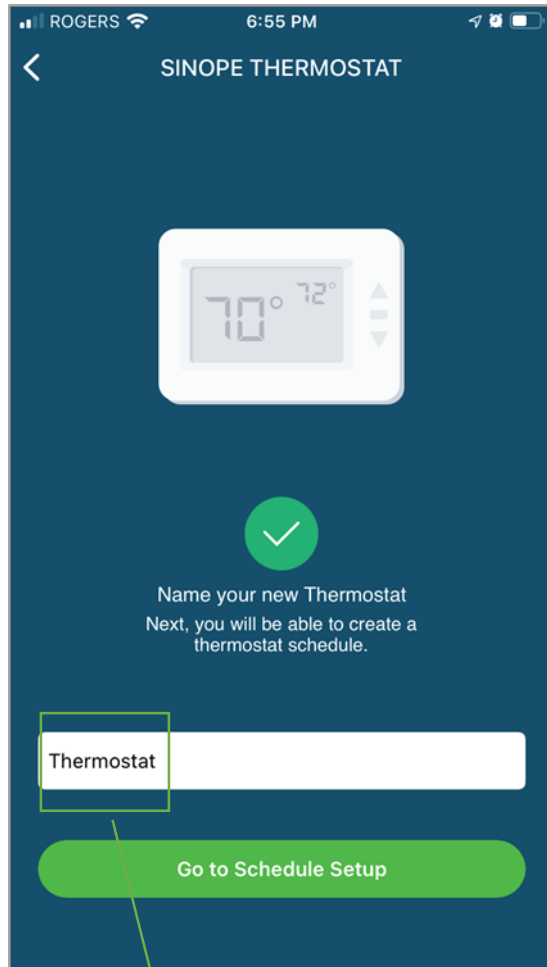 ROGERS 6:55 PM
SINOPE THERMOSTAT
70° 72°
Name your new Thermostat
Next, you will be able to create a
thermostat schedule.
Thermostat
Go to Schedule Setup